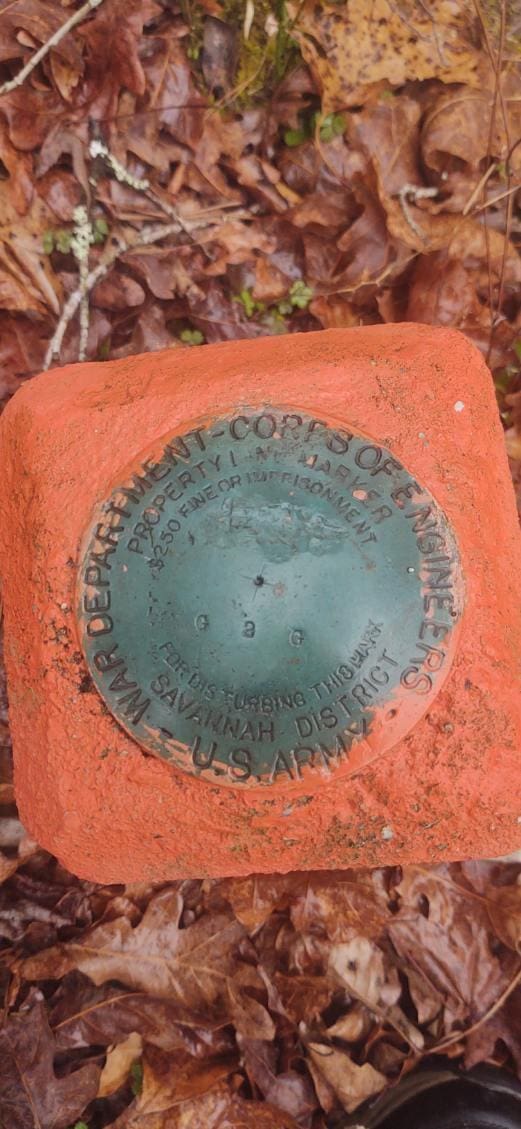 WAR DEPARTMENT-CORPS OF ENGINEERS
PROPERTY LINE MARKER
$250 FINE OR IMPRISONMENT
G a G
FOR DISTURBING THIS MARK
SAVANNAH DISTRICT
U.S. ARMY